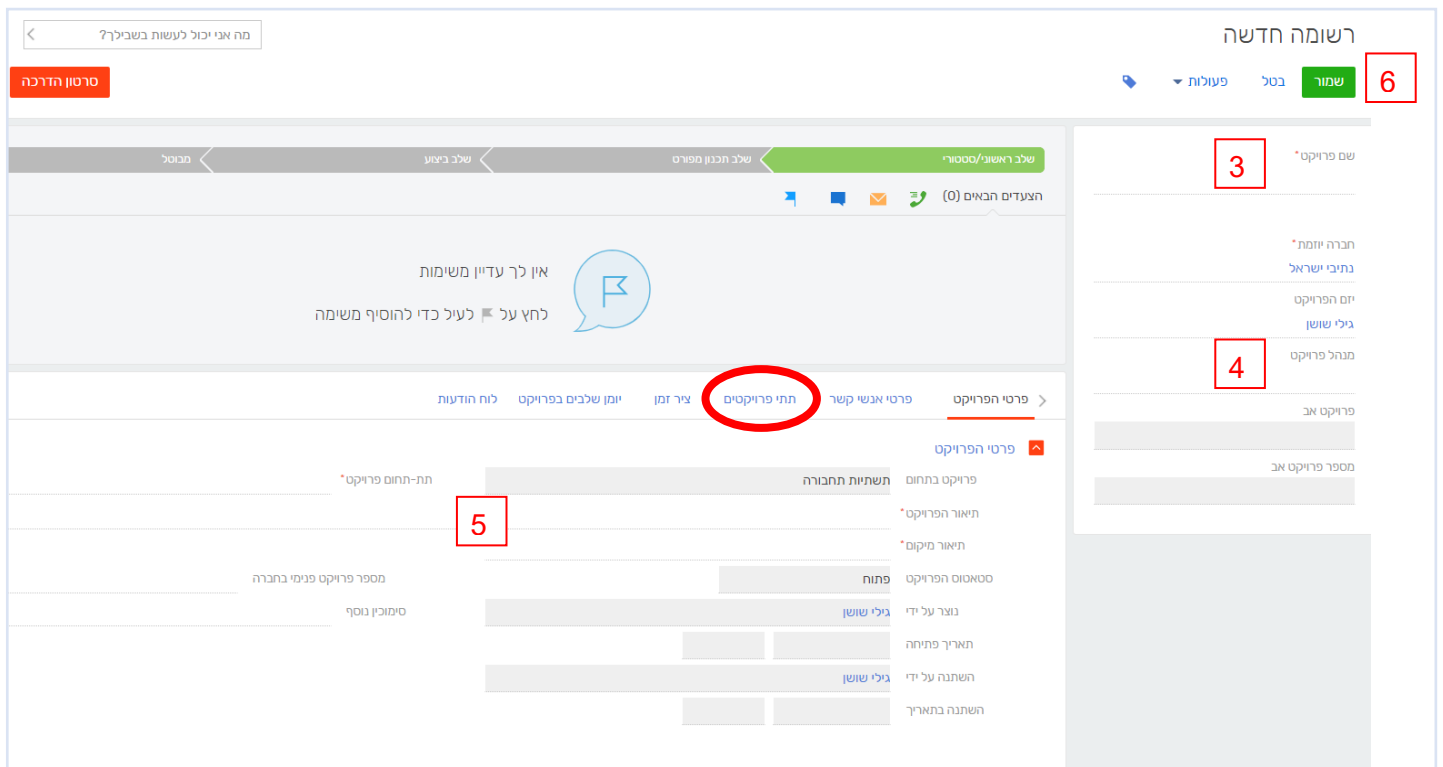 רשומה חדשה
מה אני יכול לעשות בשבילך?
6
שמור בטל פעולות
סרטון הדרכה
שם פרויקט*
3
חברה יוזמת*
נתיבי ישראל
יזם הפרויקט
גילי שושן
מנהל פרויקט
4
פרויקט אב
מספר פרויקט אב
שלב ראשוני/סטטורי שלב תכנון מפורט שלב ביצוע מבוטל
הצעדים הבאים (0)
אין לך עדיין משימות
לחץ על לעיל כדי להוסיף משימה
פרטי הפרויקט פרטי אנשי קשר תתי פרויקטים ציר זמן יומן שלבים בפרויקט לוח הודעות
פרטי הפרויקט
פרויקט בתחום תשתיות תחבורה תת-תחום פרויקט*
תיאור הפרויקט*
5
תיאור מיקום*
סטאטוס הפרויקט פתוח מספר פרויקט פנימי בחברה
נוצר על ידי גילי שושן סימוכין נוסף
תאריך פתיחה
השתנה על ידי גילי שושן
השתנה בתאריך